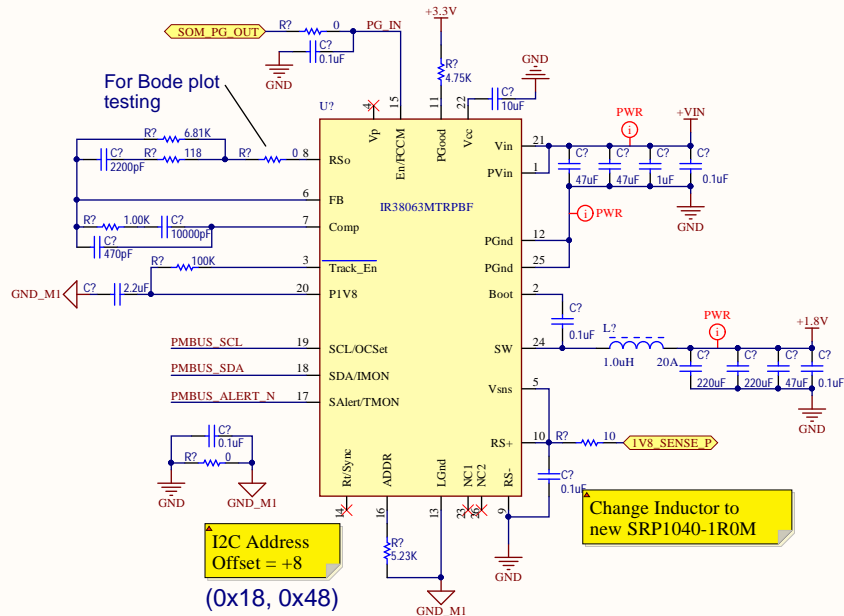 +3.3V
SOM_PG_OUT R? 0 PG_IN
C? 0.1uF
GND
R? 4.75K
GND
C? 10uF
For Bode plot
testing
U?
4 15 11 22
Vp En/FCCM PGood Vcc
R? 6.81K
C? 2200pF R? 118 R? 0 8 RSo
6 FB
R? 1.00K C? 10000pF 7 Comp
C? 470pF
R? 100K 3 Track_En
GND_M1 C? 2.2uF 20 P1V8
PMBUS_SCL 19 SCL/OCSet
PMBUS_SDA 18 SDA/IMON
PMBUS_ALERT_N 17 SAlert/TMON
IR38063MTRPBF
Vin 21
PVin 1
PGnd 12
PGnd 25
Boot 2
SW 24
Vsns 5
RS+ 10
PWR +VIN
i
C? 47uF C? 47uF C? 1uF C? 0.1uF
i PWR
GND
C? 0.1uF
L? 1.0uH 20A
PWR +1.8V
i
C? 220uF C? 220uF C? 47uF C? 0.1uF
GND
R? 10 1V8_SENSE_P
C? 0.1uF
Rt/Sync ADDR LGnd NC1 NC2 RS-
14 16 13 23 26 9
C? 0.1uF
R? 0
GND GND_M1
R? 5.23K
GND_M1
GND
I2C Address
Offset = +8
(0x18, 0x48)
Change Inductor to
new SRP1040-1R0M